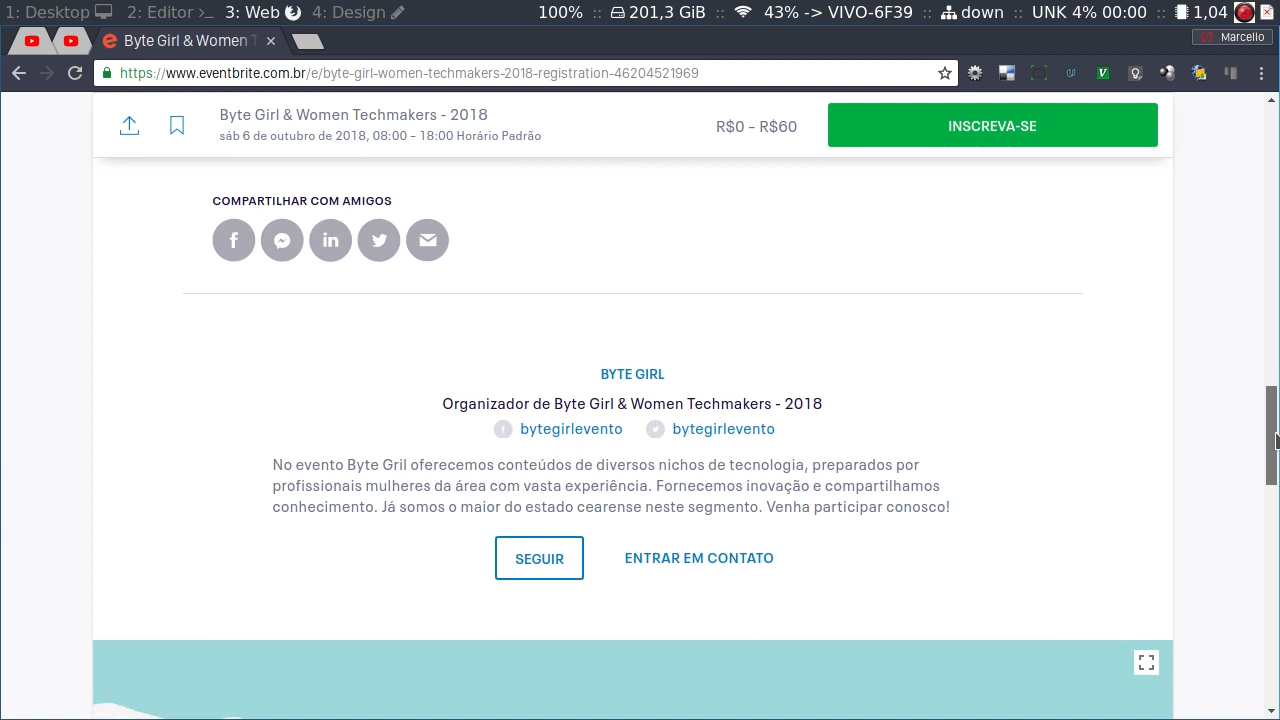 1: Desktop 2: Editor >_ 3: Web 4: Design 100% :: 201,3 GiB :: 43% -> VIVO-6F39 :: down :: UNK 4% 00:00 :: 1,04
Byte Girl & Women T
Marcello
https://www.eventbrite.com.br/e/byte-girl-women-techmakers-2018-registration-46204521969
Byte Girl & Women Techmakers - 2018
sáb 6 de outubro de 2018, 08:00 – 18:00 Horário Padrão
R$0 – R$60
INSCREVA-SE
COMPARTILHAR COM AMIGOS
BYTE GIRL
Organizador de Byte Girl & Women Techmakers - 2018
bytegirlevento bytegirlevento
No evento Byte Gril oferecemos conteúdos de diversos nichos de tecnologia, preparados por
profissionais mulheres da área com vasta experiência. Fornecemos inovação e compartilhamos
conhecimento. Já somos o maior do estado cearense neste segmento. Venha participar conosco!
SEGUIR
ENTRAR EM CONTATO